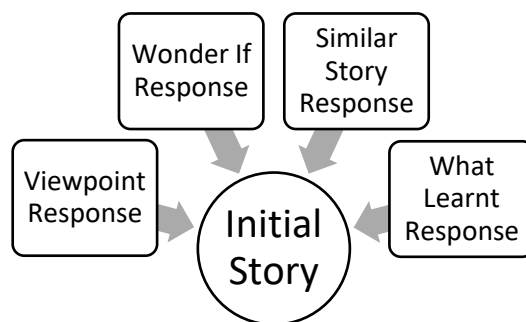 Wonder If
Response
Similar
Story
Response
Viewpoint
Response
What
Learnt
Response
Initial
Story